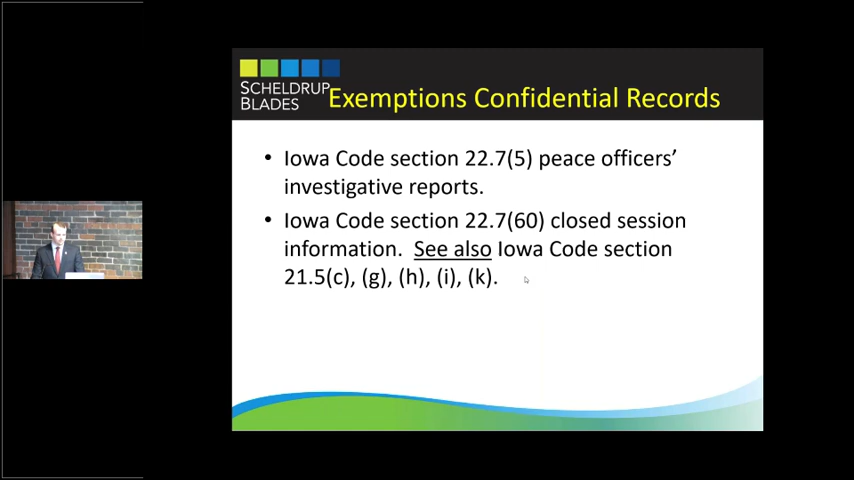 SCHELDRUP
BLADES
Exemptions Confidential Records
• Iowa Code section 22.7(5) peace officers’
investigative reports.
• Iowa Code section 22.7(60) closed session
information. See also Iowa Code section
21.5(c), (g), (h), (i), (k).